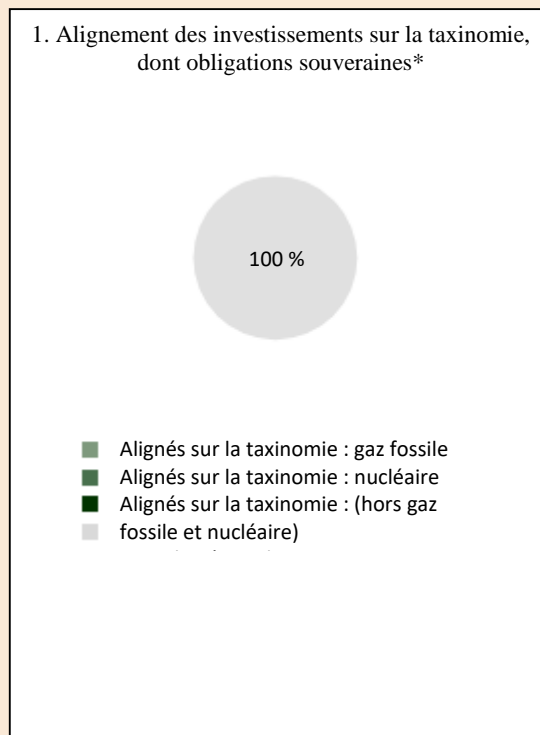 1. Alignement des investissements sur la taxinomie,
dont obligations souveraines*
100 %
Alignés sur la taxinomie : gaz fossile
Alignés sur la taxinomie : nucléaire
Alignés sur la taxinomie : (hors gaz
fossile et nucléaire)